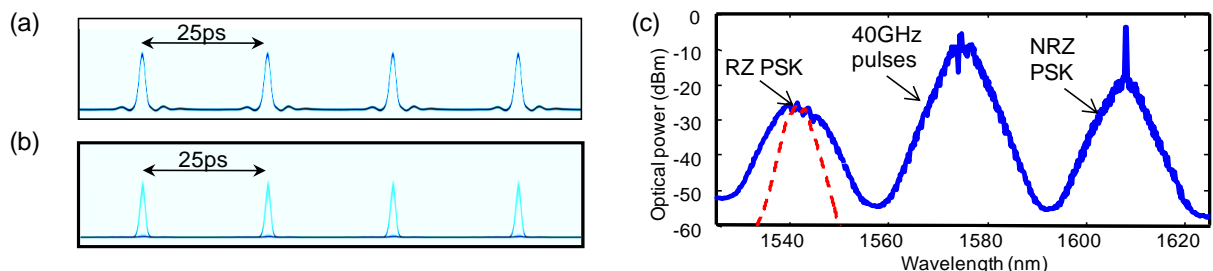 (a)
25ps
(b)
25ps
(c)
0
-10
-20
-30
-40
-50
-60
Optical power (dBm)
RZ PSK
40GHz
pulses
NRZ
PSK
1540
1560
1580
1600
1620
Wavelength (nm)